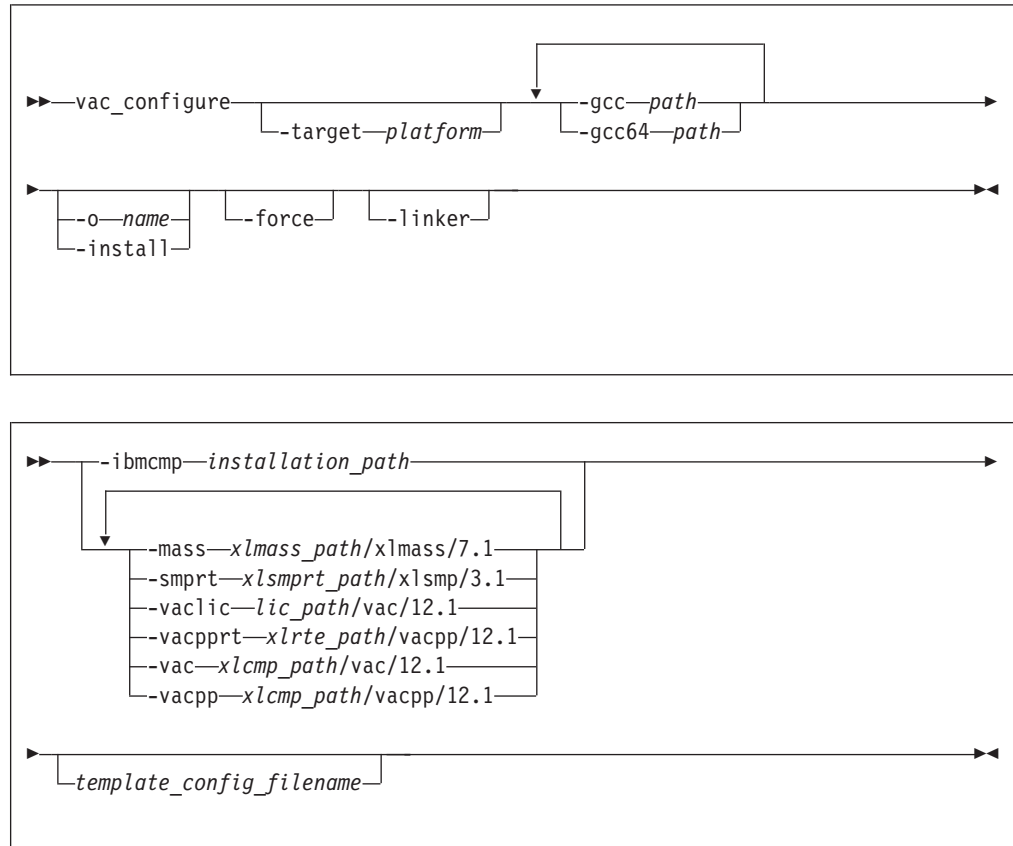 vac_configure -gcc path
-target platform -gcc64 path
-o name -force -linker
-install
-ibmcmp installation_path
-mass xlmass_path/xlmass/7.1
-smprt xlsmprt_path/xlsmp/3.1
-vaclic lic_path/vac/12.1
-vacpprt xlrte_path/vacpp/12.1
-vac xlcmp_path/vac/12.1
-vacpp xlcmp_path/vacpp/12.1
template_config_filename